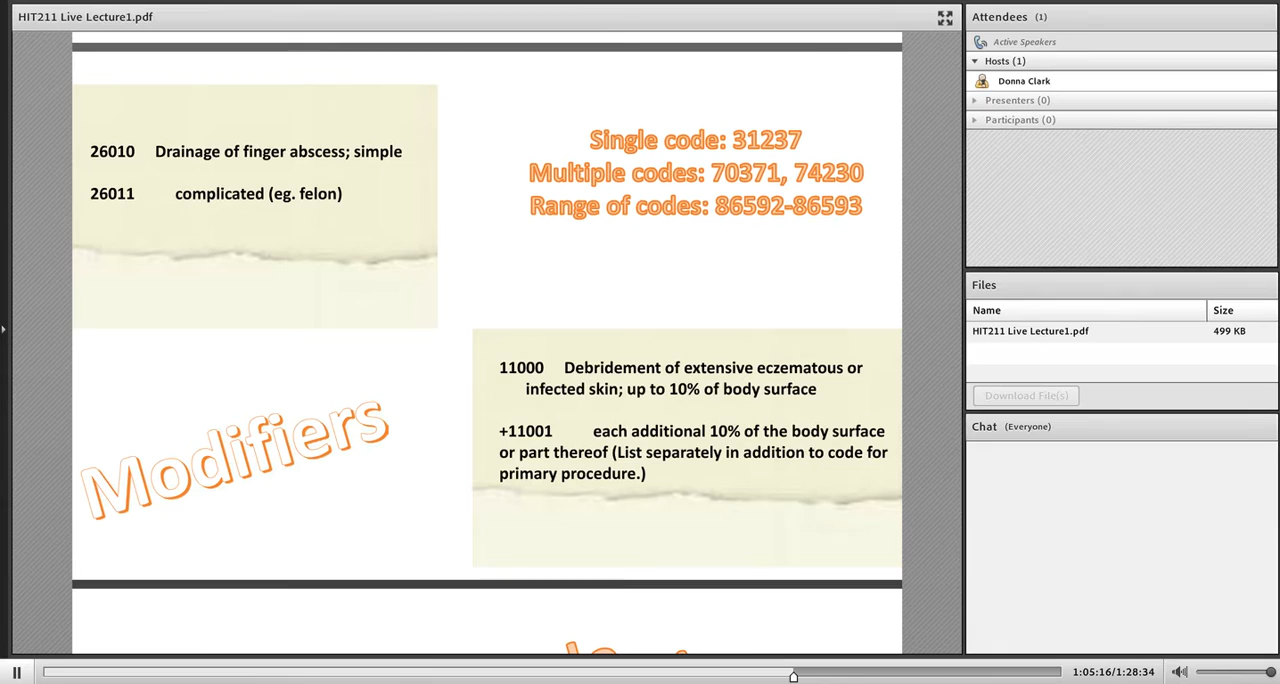 HIT211 Live Lecture1.pdf
26010 Drainage of finger abscess; simple
26011 complicated (eg. felon)
Single code: 31237
Multiple codes: 70371, 74230
Range of codes: 86592-86593
Modifiers
11000 Debridement of extensive eczematous or
infected skin; up to 10% of body surface
+11001 each additional 10% of the body surface
or part thereof (List separately in addition to code for
primary procedure.)
Attendees (1)
Active Speakers
Hosts (1)
Donna Clark
Presenters (0)
Participants (0)
Files
Name Size
HIT211 Live Lecture1.pdf 499 KB
Download File(s)
Chat (Everyone)
1:05:16/1:28:34